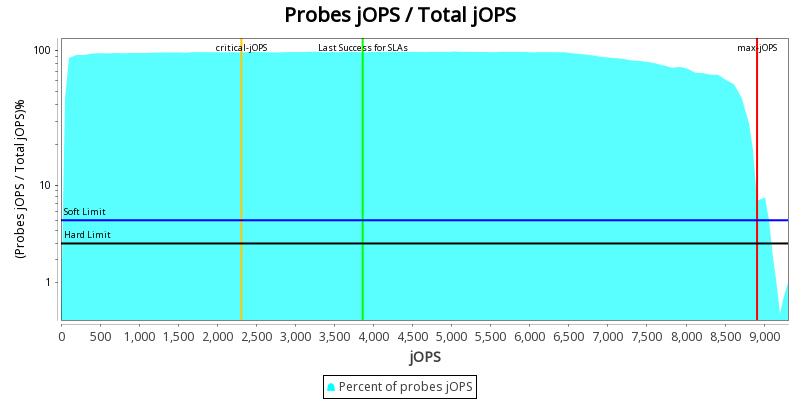 Probes jOPS / Total jOPS
(Probes jOPS / Total jOPS)%
100
10
1
critical-jOPS
Last Success for SLAs
max-jOPS
Soft Limit
Hard Limit
0 500 1,000 1,500 2,000 2,500 3,000 3,500 4,000 4,500 5,000 5,500 6,000 6,500 7,000 7,500 8,000 8,500 9,000
jOPS
Percent of probes jOPS